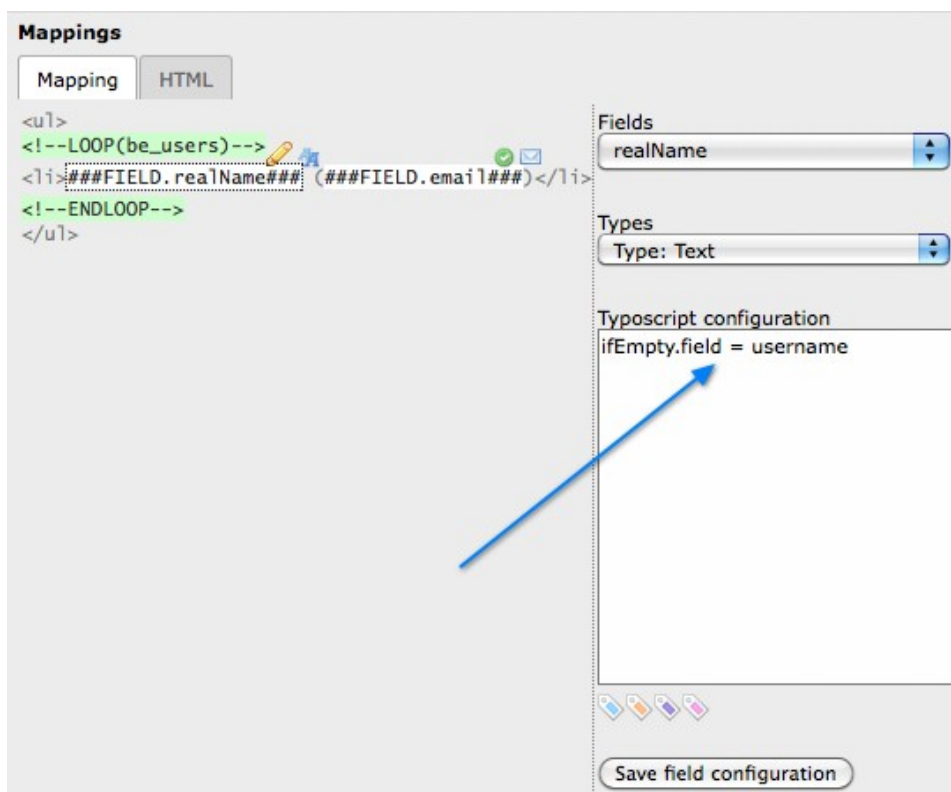 Mappings
Mapping
HTML
<ul>
<!--LOOP(be_users)-->
<li>###FIELD.realName### (###FIELD.email###)</li>
<!--ENDLOOP-->
</ul>
Fields
realName
Types
Type: Text
Typoscript configuration
ifEmpty.field = username
Save field configuration